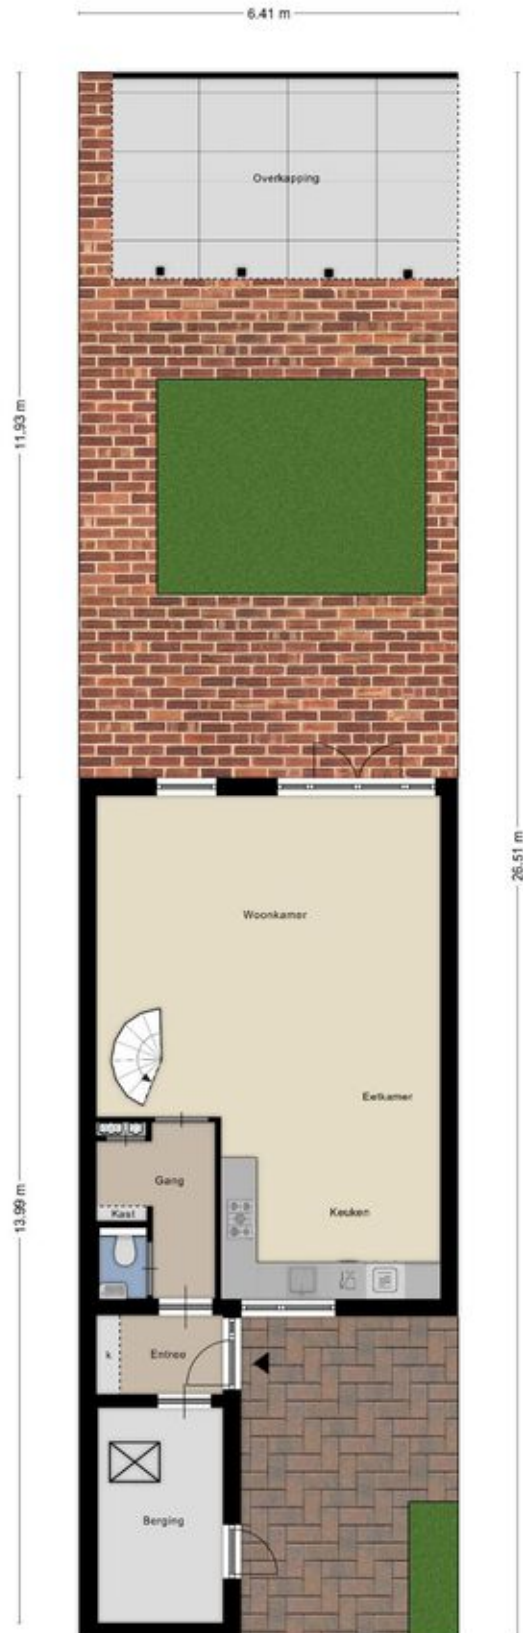 6.41 m
Overkapping
11.93 m
26.51 m
Woonkamer
Eetkamer
13.99 m
Gang
Keuken
Kast
k
Entree
Berging